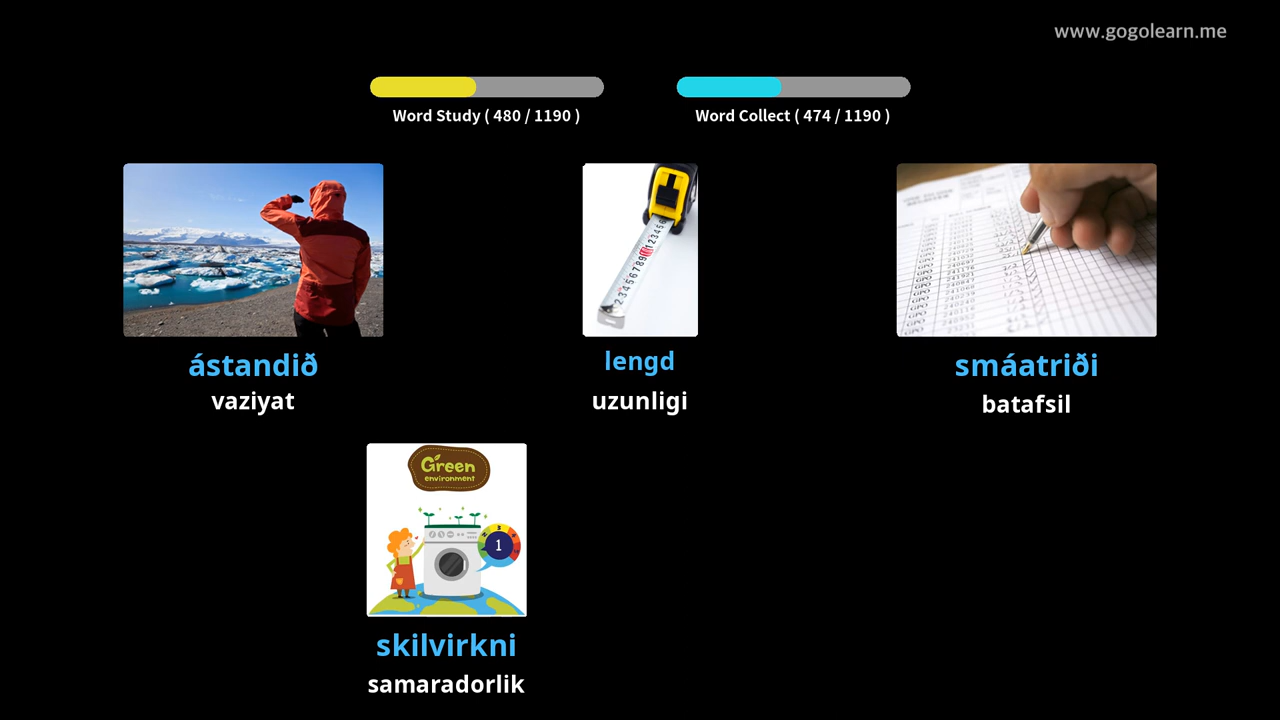 www.gogolearn.me
Word Study ( 480 / 1190 )
Word Collect ( 474 / 1190 )
ástandið
vaziyat
lengd
uzunligi
smáatriði
batafsil
Green
environment
1
skilvirkni
samaradorlik